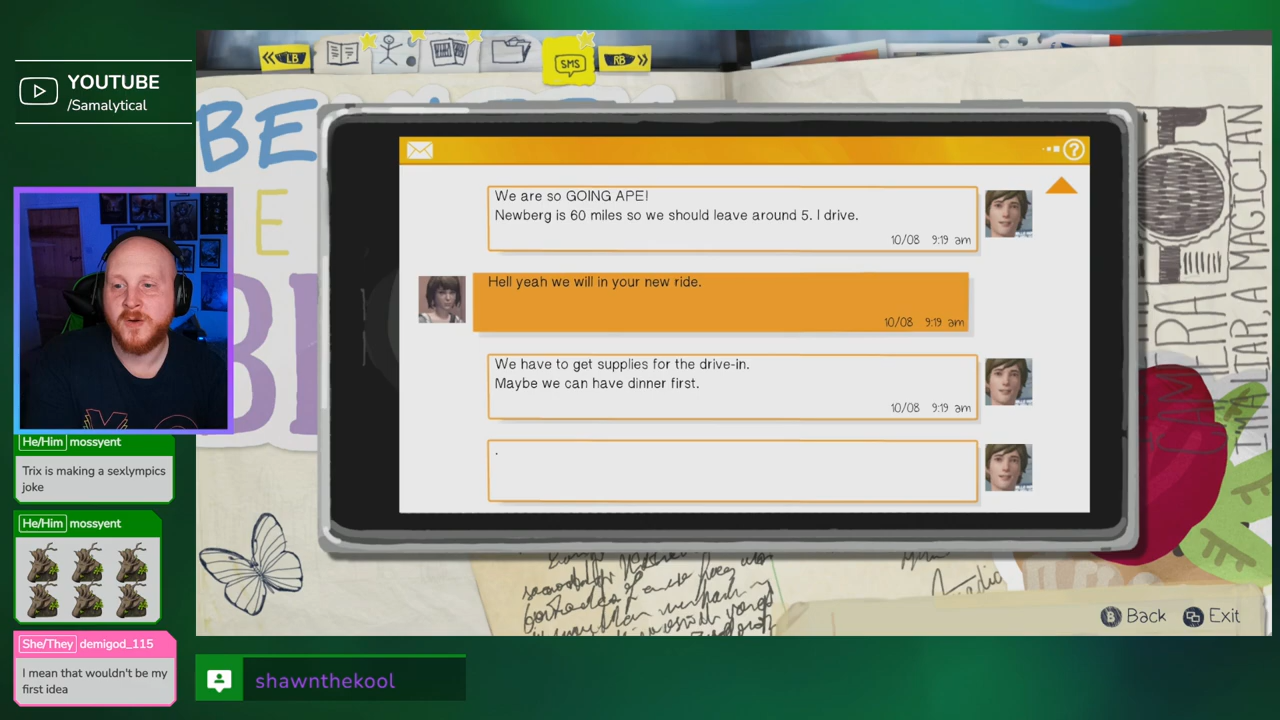 YOUTUBE
/Samalytical
LB
SMS
RB
BE
E
We are so GOING APE!
Newberg is 60 miles so we should leave around 5. I drive.
10/08 9:19 am
Hell yeah we will in your new ride.
10/08 9:19 am
We have to get supplies for the drive-in.
Maybe we can have dinner first.
10/08 9:19 am
.
?
He/Him mossyent
Trix is making a sexlympics
joke
He/Him mossyent
She/They demigod_115
I mean that wouldn't be my
first idea
shawnthekool
B Back
Exit